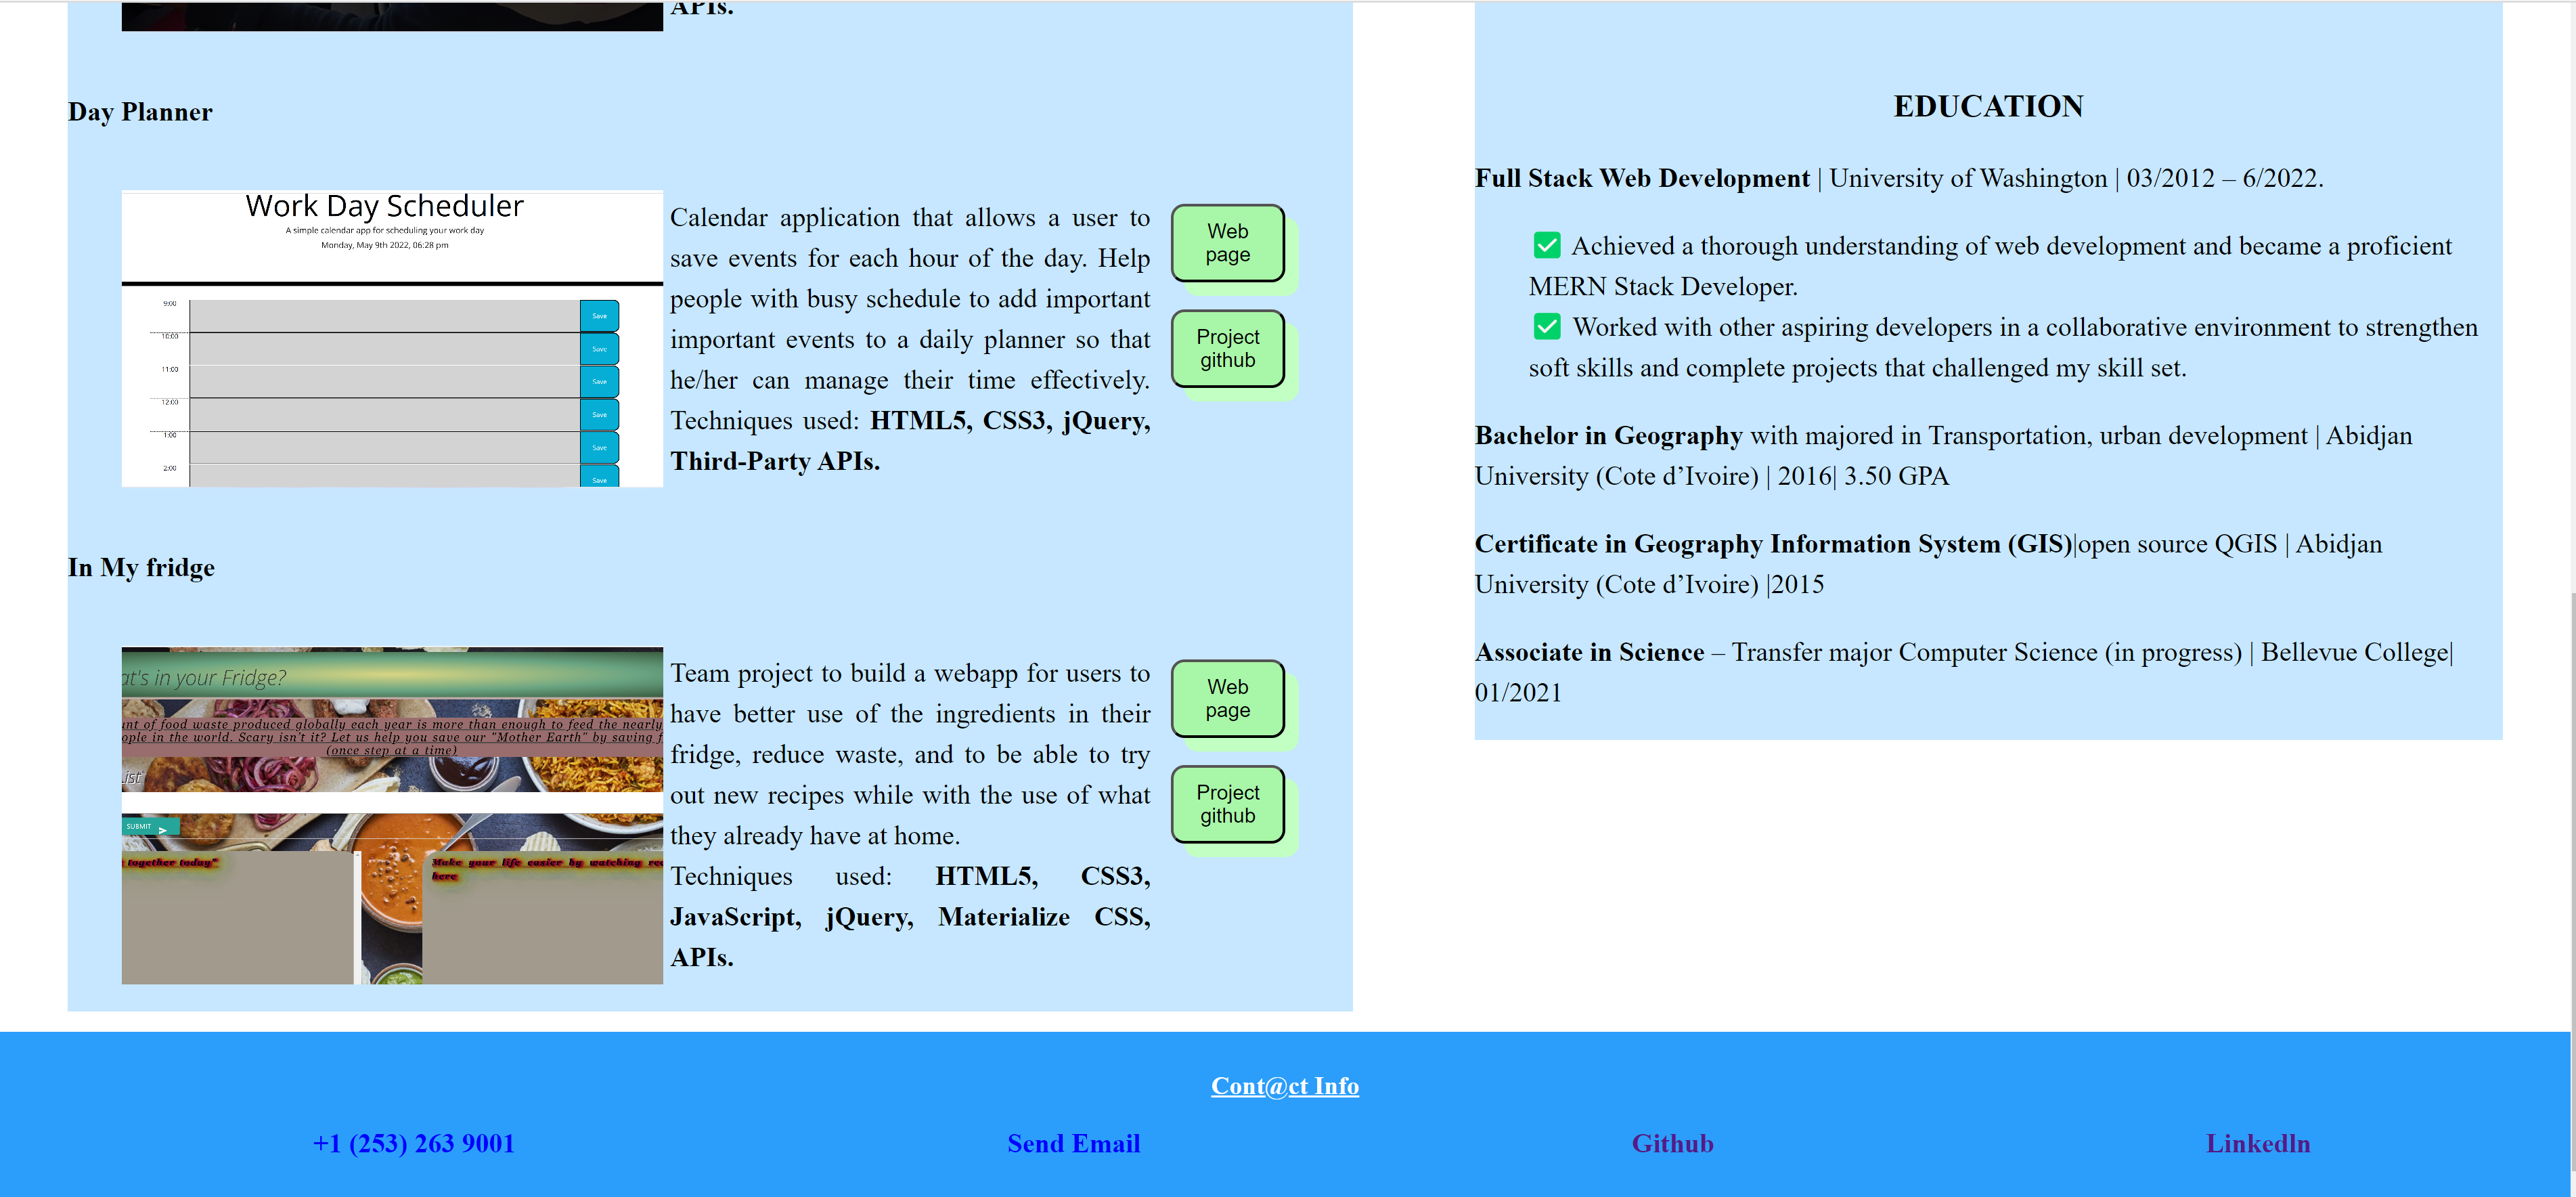 APIs.
Day Planner
Work Day Scheduler
A simple calendar app for scheduling your work day
Monday, May 9th 2022, 06:28 pm
9:00
Save
10:00
Save
11:00
Save
12:00
Save
1:00
Save
2:00
Save
Calendar application that allows a user to
save events for each hour of the day. Help
people with busy schedule to add important
important events to a daily planner so that
he/her can manage their time effectively.
Techniques used: HTML5, CSS3, jQuery,
Third-Party APIs.
Web
page
Project
github
In My fridge
at's in your Fridge?
unt of food waste produced globally each year is more than enough to feed the nearly
ople in the world. Scary isn't it? Let us help you save our "Mother Earth" by saving f
(once step at a time)
List
SUBMIT
together today"
Make your life easier by watching rec
here
Team project to build a webapp for users to
have better use of the ingredients in their
fridge, reduce waste, and to be able to try
out new recipes while with the use of what
they already have at home.
Techniques used: HTML5, CSS3,
JavaScript, jQuery, Materialize CSS,
APIs.
Web
page
Project
github
EDUCATION
Full Stack Web Development | University of Washington | 03/2012 – 6/2022.
✅ Achieved a thorough understanding of web development and became a proficient
MERN Stack Developer.
✅ Worked with other aspiring developers in a collaborative environment to strengthen
soft skills and complete projects that challenged my skill set.
Bachelor in Geography with majored in Transportation, urban development | Abidjan
University (Cote d’Ivoire) | 2016| 3.50 GPA
Certificate in Geography Information System (GIS)|open source QGIS | Abidjan
University (Cote d’Ivoire) |2015
Associate in Science – Transfer major Computer Science (in progress) | Bellevue College|
01/2021
Cont@ct Info
+1 (253) 263 9001
Send Email
Github
LinkedIn